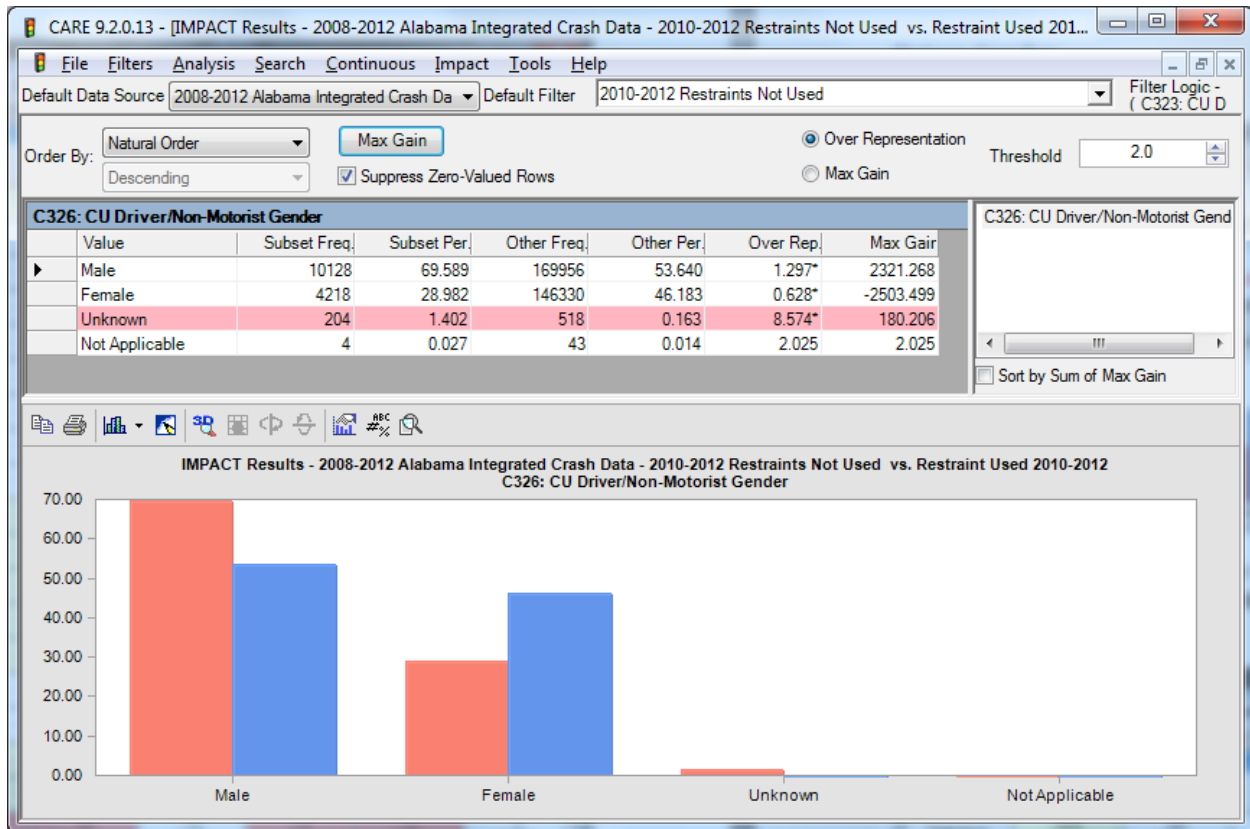 CARE 9.2.0.13 - [IMPACT Results - 2008-2012 Alabama Integrated Crash Data - 2010-2012 Restraints Not Used vs. Restraint Used 201...
File Filters Analysis Search Continuous Impact Tools Help
Default Data Source 2008-2012 Alabama Integrated Crash Da Default Filter 2010-2012 Restraints Not Used Filter Logic -
( C323: CU D
Order By: Natural Order Max Gain Over Representation Threshold 2.0
Descending Suppress Zero-Valued Rows Max Gain
C326: CU Driver/Non-Motorist Gender C326: CU Driver/Non-Motorist Gend
Value Subset Freq. Subset Per. Other Freq. Other Per. Over Rep. Max Gain
Male 10128 69.589 169956 53.640 1.297* 2321.268
Female 4218 28.982 146330 46.183 0.628* -2503.499
Unknown 204 1.402 518 0.163 8.574* 180.206
Not Applicable 4 0.027 43 0.014 2.025 2.025
Sort by Sum of Max Gain
3D ABC #%
IMPACT Results - 2008-2012 Alabama Integrated Crash Data - 2010-2012 Restraints Not Used vs. Restraint Used 2010-2012
C326: CU Driver/Non-Motorist Gender
70.00
60.00
50.00
40.00
30.00
20.00
10.00
0.00
Male Female Unknown Not Applicable